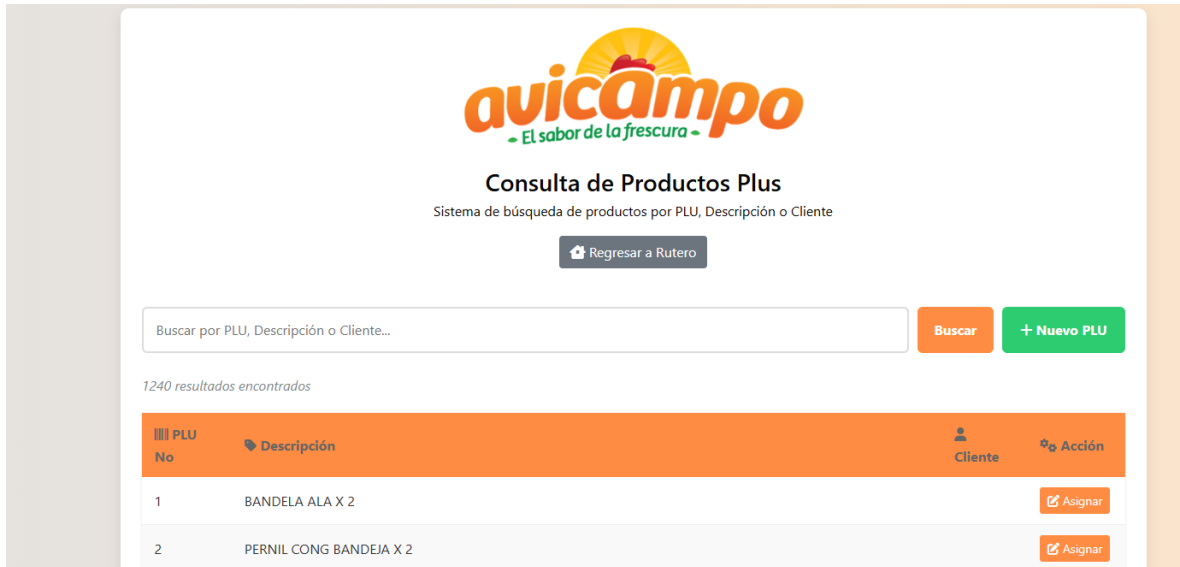 avicampo
- El sabor de la frescura -
Consulta de Productos Plus
Sistema de búsqueda de productos por PLU, Descripción o Cliente
Regresar a Rutero
Buscar por PLU, Descripción o Cliente...
Buscar
+ Nuevo PLU
1240 resultados encontrados
PLU No
Descripción
Cliente
Acción
1 BANDELA ALA X 2 Asignar
2 PERNIL CONG BANDEJA X 2 Asignar